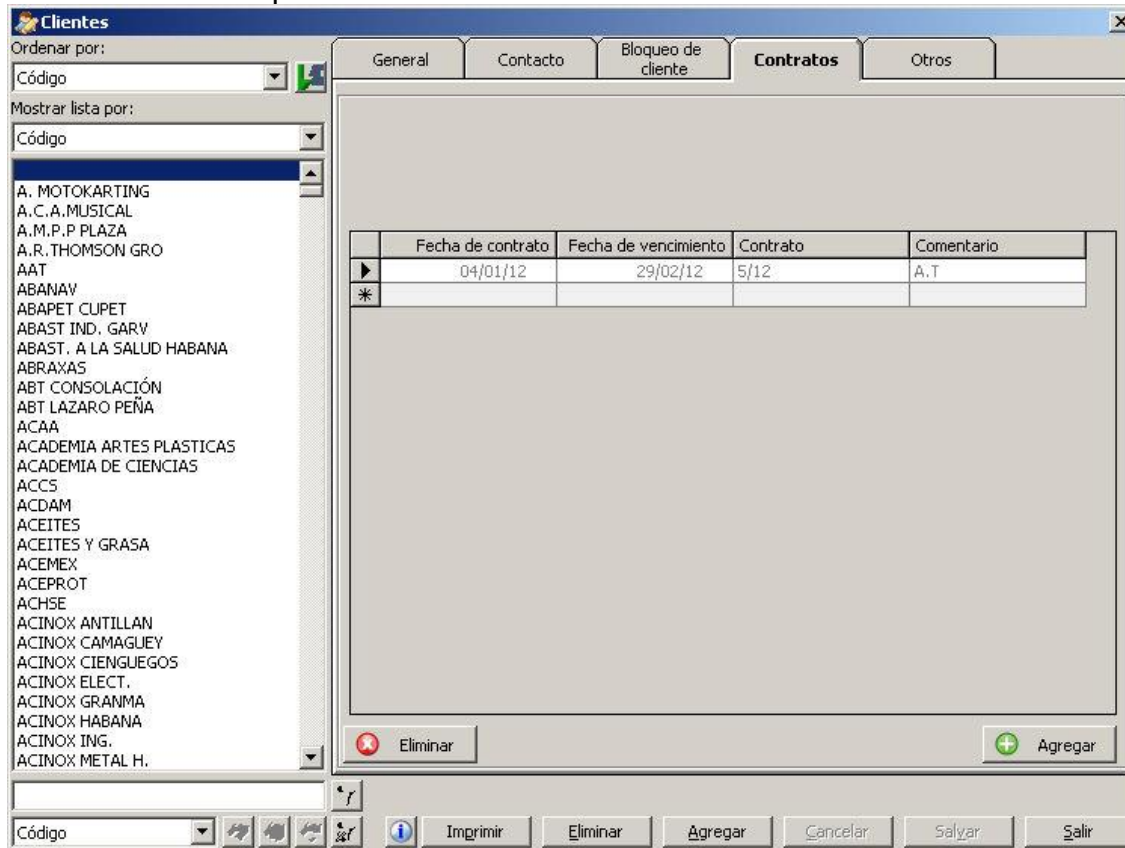 Clientes
Ordenar por:
Código
Mostrar lista por:
Código
A. MOTOKARTING
A.C.A.MUSICAL
A.M.P.P PLAZA
A.R.THOMSON GRO
AAT
ABANAV
ABAPET CUPET
ABAST IND. GARV
ABAST. A LA SALUD HABANA
ABRAXAS
ABT CONSOLACIÓN
ABT LAZARO PEÑA
ACAA
ACADEMIA ARTES PLASTICAS
ACADEMIA DE CIENCIAS
ACCS
ACDAM
ACEITES
ACEITES Y GRASA
ACEMEX
ACEPROT
ACHSE
ACINOX ANTILLAN
ACINOX CAMAGUEY
ACINOX CIENGUEGOS
ACINOX ELECT.
ACINOX GRANMA
ACINOX HABANA
ACINOX ING.
ACINOX METAL H.
Código
General Contacto Bloqueo de cliente Contratos Otros
Fecha de contrato Fecha de vencimiento Contrato Comentario
04/01/12 29/02/12 5/12 A.T
Eliminar Agregar
Imprimir Eliminar Agregar Cancelar Salvar Salir